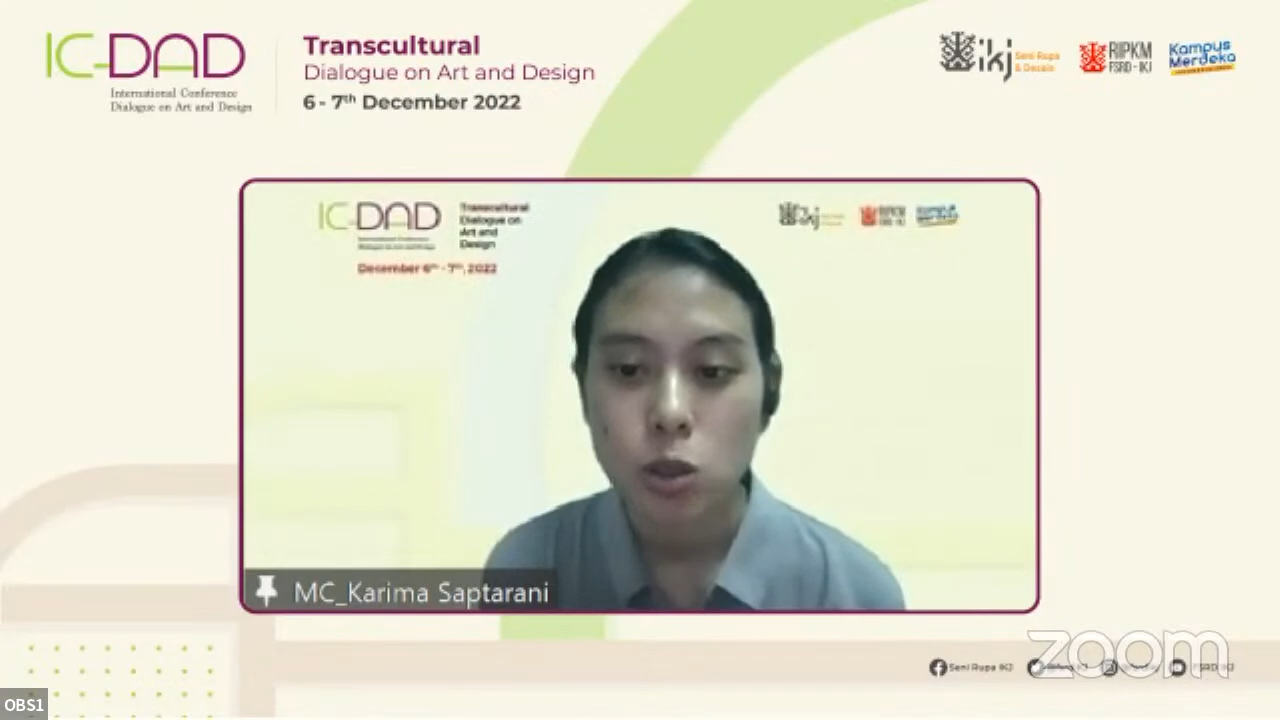 IC-DAD
International Conference
Dialogue on Art and Design
Transcultural
Dialogue on Art and Design
6 - 7th December 2022
ikj Seni Rupa
& Desain
RIPKM
FSRD - IKJ
Kampus
Merdeka
IC-DAD
Transcultural
Dialogue on
Art and
Design
December 6th - 7th, 2022
MC_Karima Saptarani
zoom
Seni Rupa IKJ
FSRD IKJ
OBS1